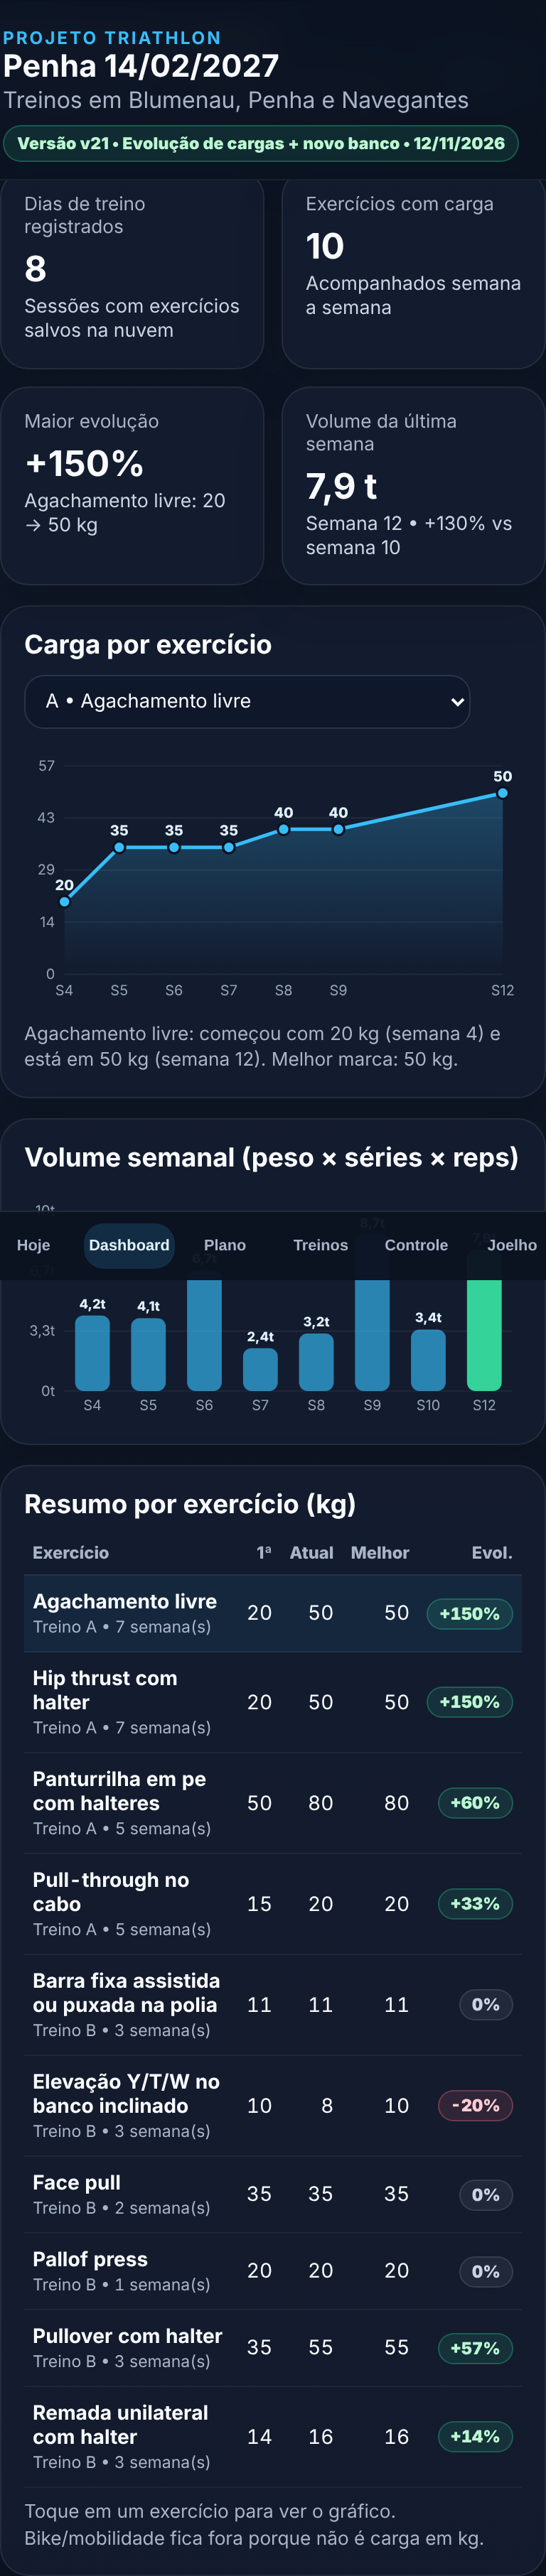 PROJETO TRIATHLON
Penha 14/02/2027
Treinos em Blumenau, Penha e Navegantes
Versão v21 • Evolução de cargas + novo banco • 12/11/2026
Dias de treino
registrados
8
Sessões com exercícios
salvos na nuvem
Exercícios com carga
10
Acompanhados semana
a semana
Maior evolução
+150%
Agachamento livre: 20
→ 50 kg
Volume da última
semana
7,9 t
Semana 12 • +130% vs
semana 10
Carga por exercício
A • Agachamento livre
57
43
29
14
0
20
35
35
35
40
40
50
S4
S5
S6
S7
S8
S9
S12
Agachamento livre: começou com 20 kg (semana 4) e
está em 50 kg (semana 12). Melhor marca: 50 kg.
Volume semanal (peso × séries × reps)
10t
Hoje
Dashboard
Plano
Treinos
Controle
Joelho
6,7t
8,7t
7,9t
6,7t
3,3t
0t
4,2t
4,1t
2,4t
3,2t
3,4t
S4
S5
S6
S7
S8
S9
S10
S12
Resumo por exercício (kg)
Exercício 1ª Atual Melhor Evol.
Agachamento livre 20 50 50 +150%
Treino A • 7 semana(s)
Hip thrust com
halter 20 50 50 +150%
Treino A • 7 semana(s)
Panturrilha em pe
com halteres 50 80 80 +60%
Treino A • 5 semana(s)
Pull-through no
cabo 15 20 20 +33%
Treino A • 5 semana(s)
Barra fixa assistida
ou puxada na polia 11 11 11 0%
Treino B • 3 semana(s)
Elevação Y/T/W no
banco inclinado 10 8 10 -20%
Treino B • 3 semana(s)
Face pull 35 35 35 0%
Treino B • 2 semana(s)
Pallof press 20 20 20 0%
Treino B • 1 semana(s)
Pullover com halter 35 55 55 +57%
Treino B • 3 semana(s)
Remada unilateral
com halter 14 16 16 +14%
Treino B • 3 semana(s)
Toque em um exercício para ver o gráfico.
Bike/mobilidade fica fora porque não é carga em kg.